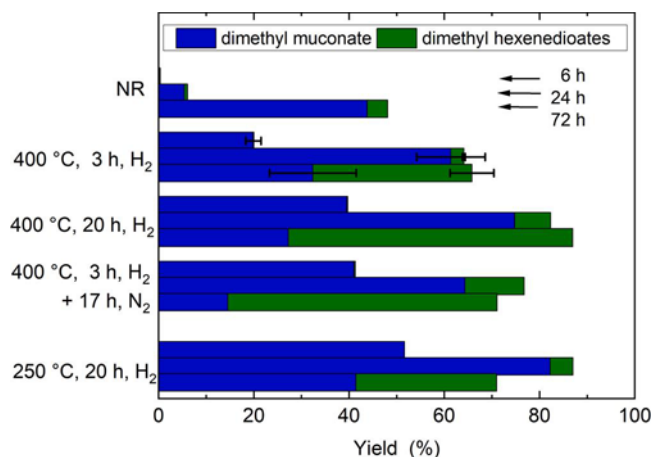 dimethyl muconate dimethyl hexenedioates
NR
6 h
24 h
72 h
400 °C, 3 h, H2
400 °C, 20 h, H2
400 °C, 3 h, H2
+ 17 h, N2
250 °C, 20 h, H2
0 20 40 60 80 100
Yield (%)